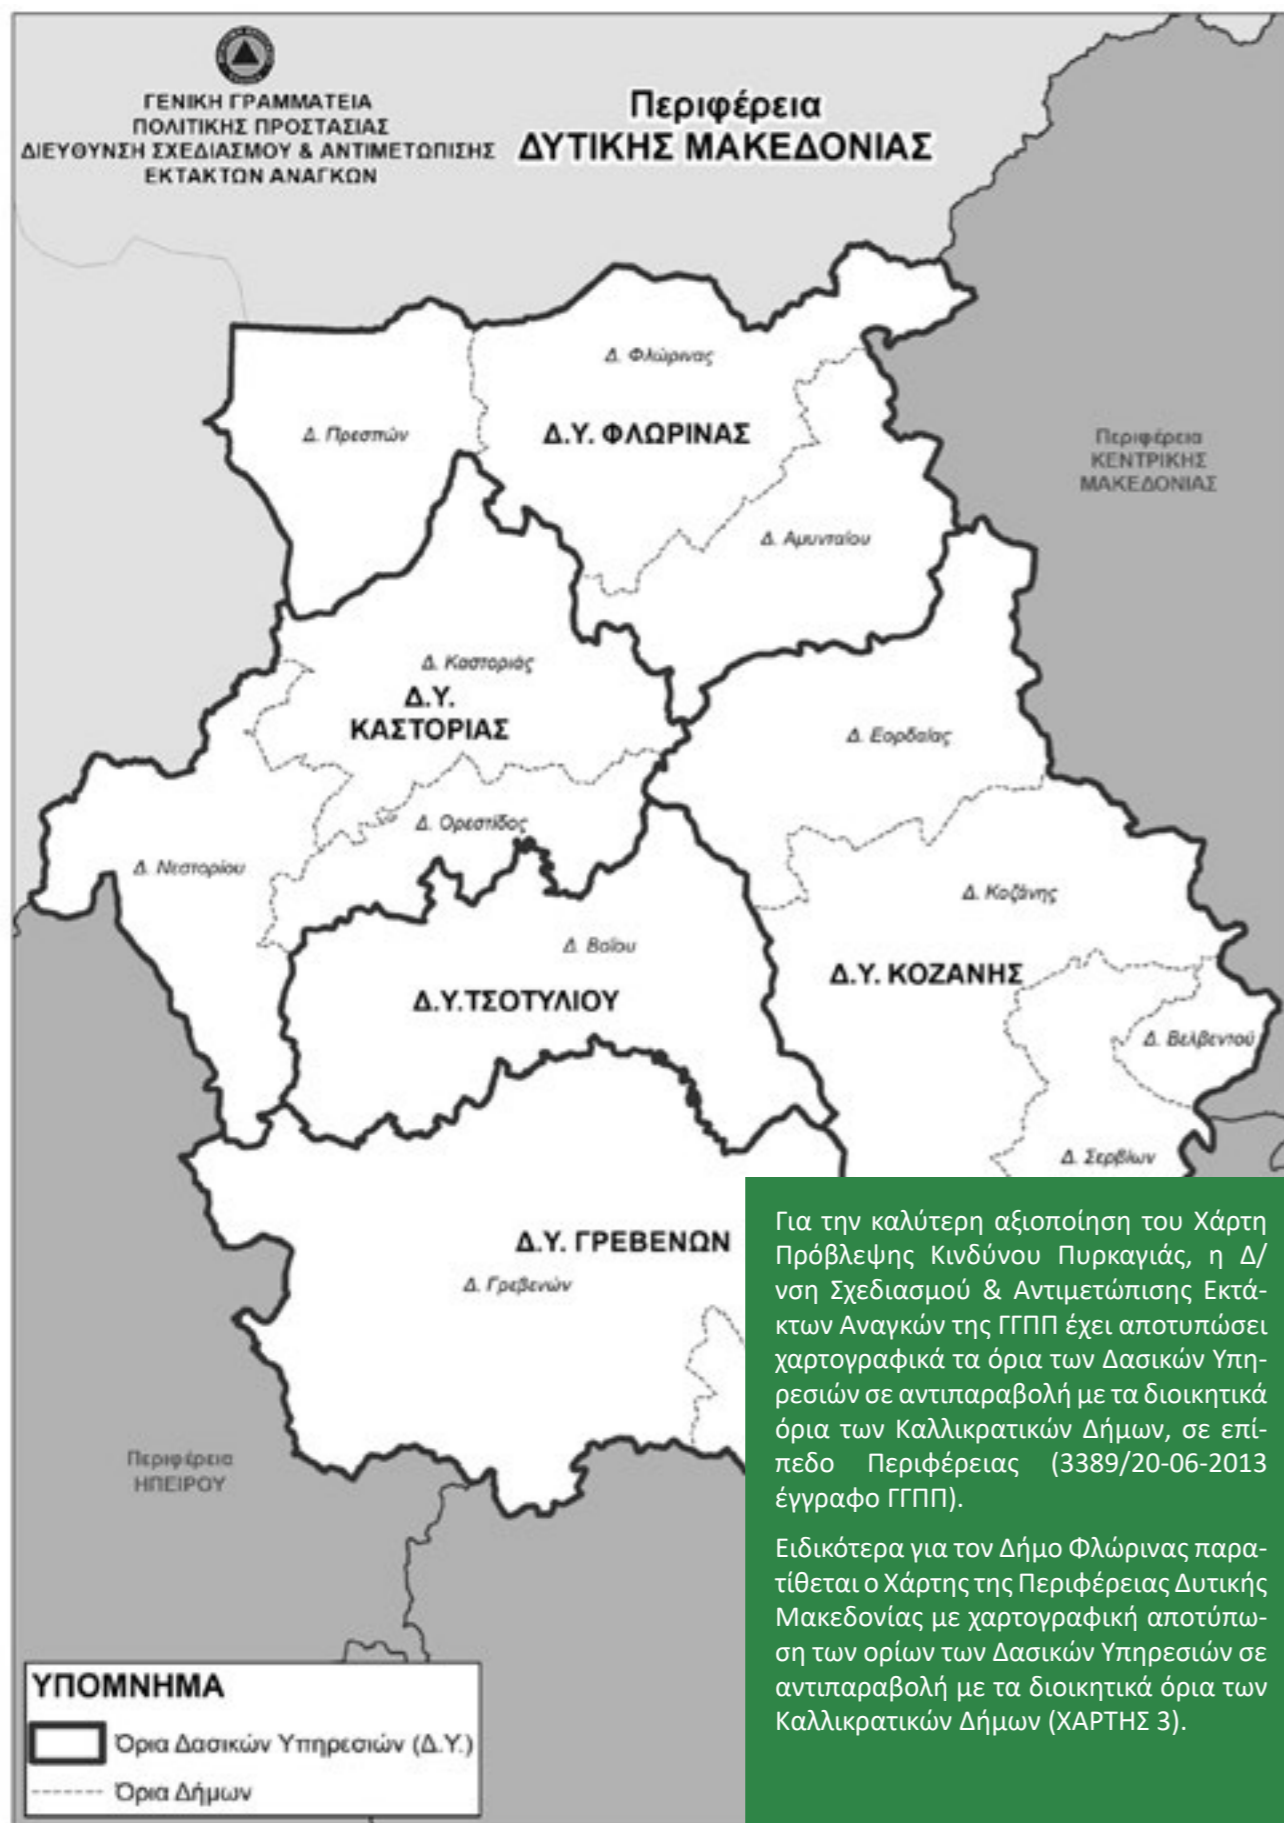 ΓΕΝΙΚΗ ΓΡΑΜΜΑΤΕΙΑ
ΠΟΛΙΤΙΚΗΣ ΠΡΟΣΤΑΣΙΑΣ
ΔΙΕΥΘΥΝΣΗ ΣΧΕΔΙΑΣΜΟΥ & ΑΝΤΙΜΕΤΩΠΙΣΗΣ
ΕΚΤΑΚΤΩΝ ΑΝΑΓΚΩΝ
Περιφέρεια
ΔΥΤΙΚΗΣ ΜΑΚΕΔΟΝΙΑΣ
Δ. Φλώρινας
Δ. Πρεσπών
Δ.Υ. ΦΛΩΡΙΝΑΣ
Περιφέρεια
ΚΕΝΤΡΙΚΗΣ
ΜΑΚΕΔΟΝΙΑΣ
Δ. Αμυνταίου
Δ. Καστοριάς
Δ.Υ.
ΚΑΣΤΟΡΙΑΣ
Δ. Εορδαίας
Δ. Ορεστίδος
Δ. Νεστορίου
Δ. Κοζάνης
Δ. Βοΐου
Δ.Υ. ΚΟΖΑΝΗΣ
Δ.Υ.ΤΣΟΤΥΛΙΟΥ
Δ. Βελβεντού
Δ. Σερβίων
Δ.Υ. ΓΡΕΒΕΝΩΝ
Δ. Γρεβενών
Περιφέρεια
ΗΠΕΙΡΟΥ
Για την καλύτερη αξιοποίηση του Χάρτη
Πρόβλεψης Κινδύνου Πυρκαγιάς, η Δ/
νση Σχεδιασμού & Αντιμετώπισης Εκτά-
κτων Αναγκών της ΓΓΠΠ έχει αποτυπώσει
χαρτογραφικά τα όρια των Δασικών Υπη-
ρεσιών σε αντιπαραβολή με τα διοικητικά
όρια των Καλλικρατικών Δήμων, σε επί-
πεδο Περιφέρειας (3389/20-06-2013
έγγραφο ΓΓΠΠ).
Ειδικότερα για τον Δήμο Φλώρινας παρα-
τίθεται ο Χάρτης της Περιφέρειας Δυτικής
Μακεδονίας με χαρτογραφική αποτύπω-
ση των ορίων των Δασικών Υπηρεσιών σε
αντιπαραβολή με τα διοικητικά όρια των
Καλλικρατικών Δήμων (ΧΑΡΤΗΣ 3).
ΥΠΟΜΝΗΜΑ
Όρια Δασικών Υπηρεσιών (Δ.Υ.)
Όρια Δήμων